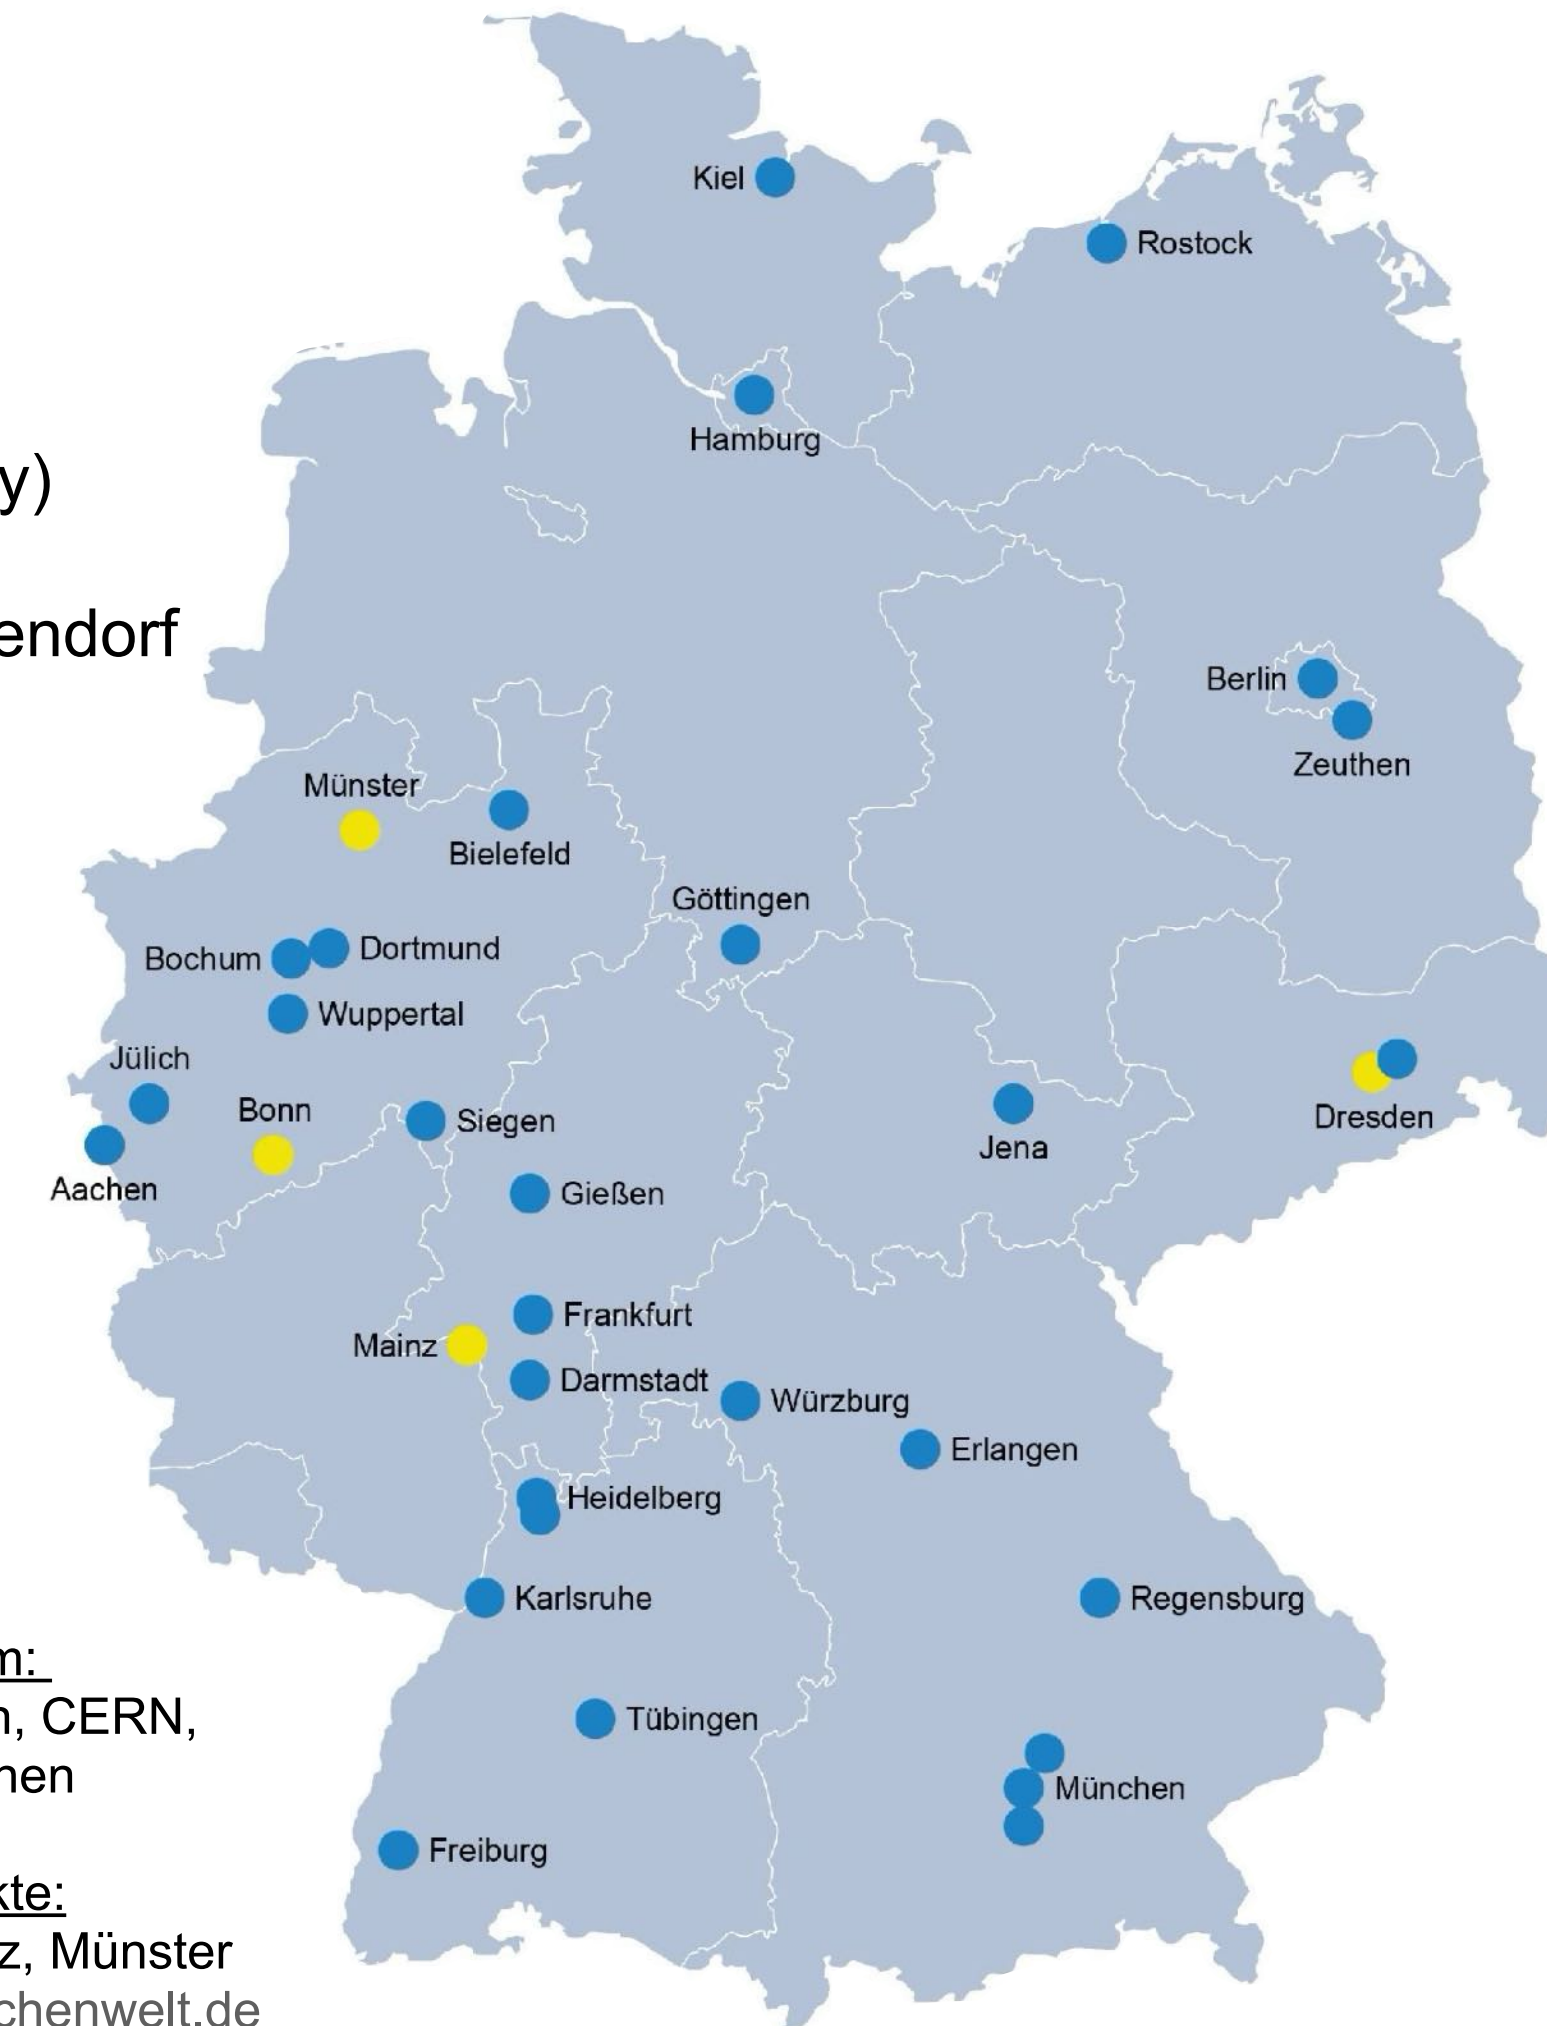 Kiel
Rostock
Hamburg
y)
endorf
Berlin
Zeuthen
Münster
Bielefeld
Göttingen
Bochum
Dortmund
Wuppertal
Jülich
Bonn
Siegen
Aachen
Jena
Dresden
Gießen
Frankfurt
Mainz
Darmstadt
Würzburg
Erlangen
Heidelberg
Karlsruhe
Regensburg
m:
n, CERN,
Tübingen
hen
München
Freiburg
kte:
z, Münster
chenwelt.de